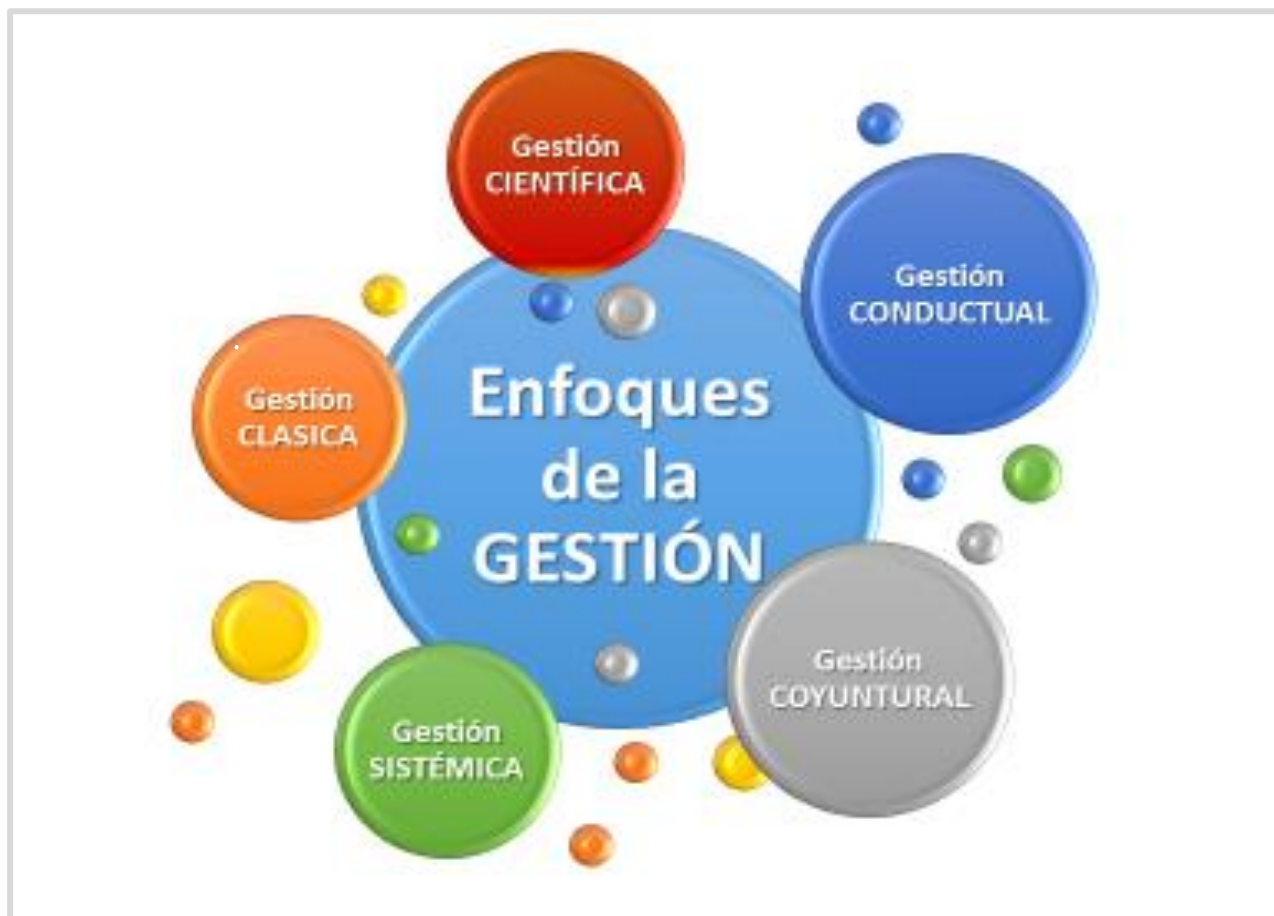 Gestión
CIENTÍFICA
Gestión
CONDUCTUAL
Enfoques
de la
GESTIÓN
Gestión
CLASICA
Gestión
COYUNTURAL
Gestión
SISTÉMICA